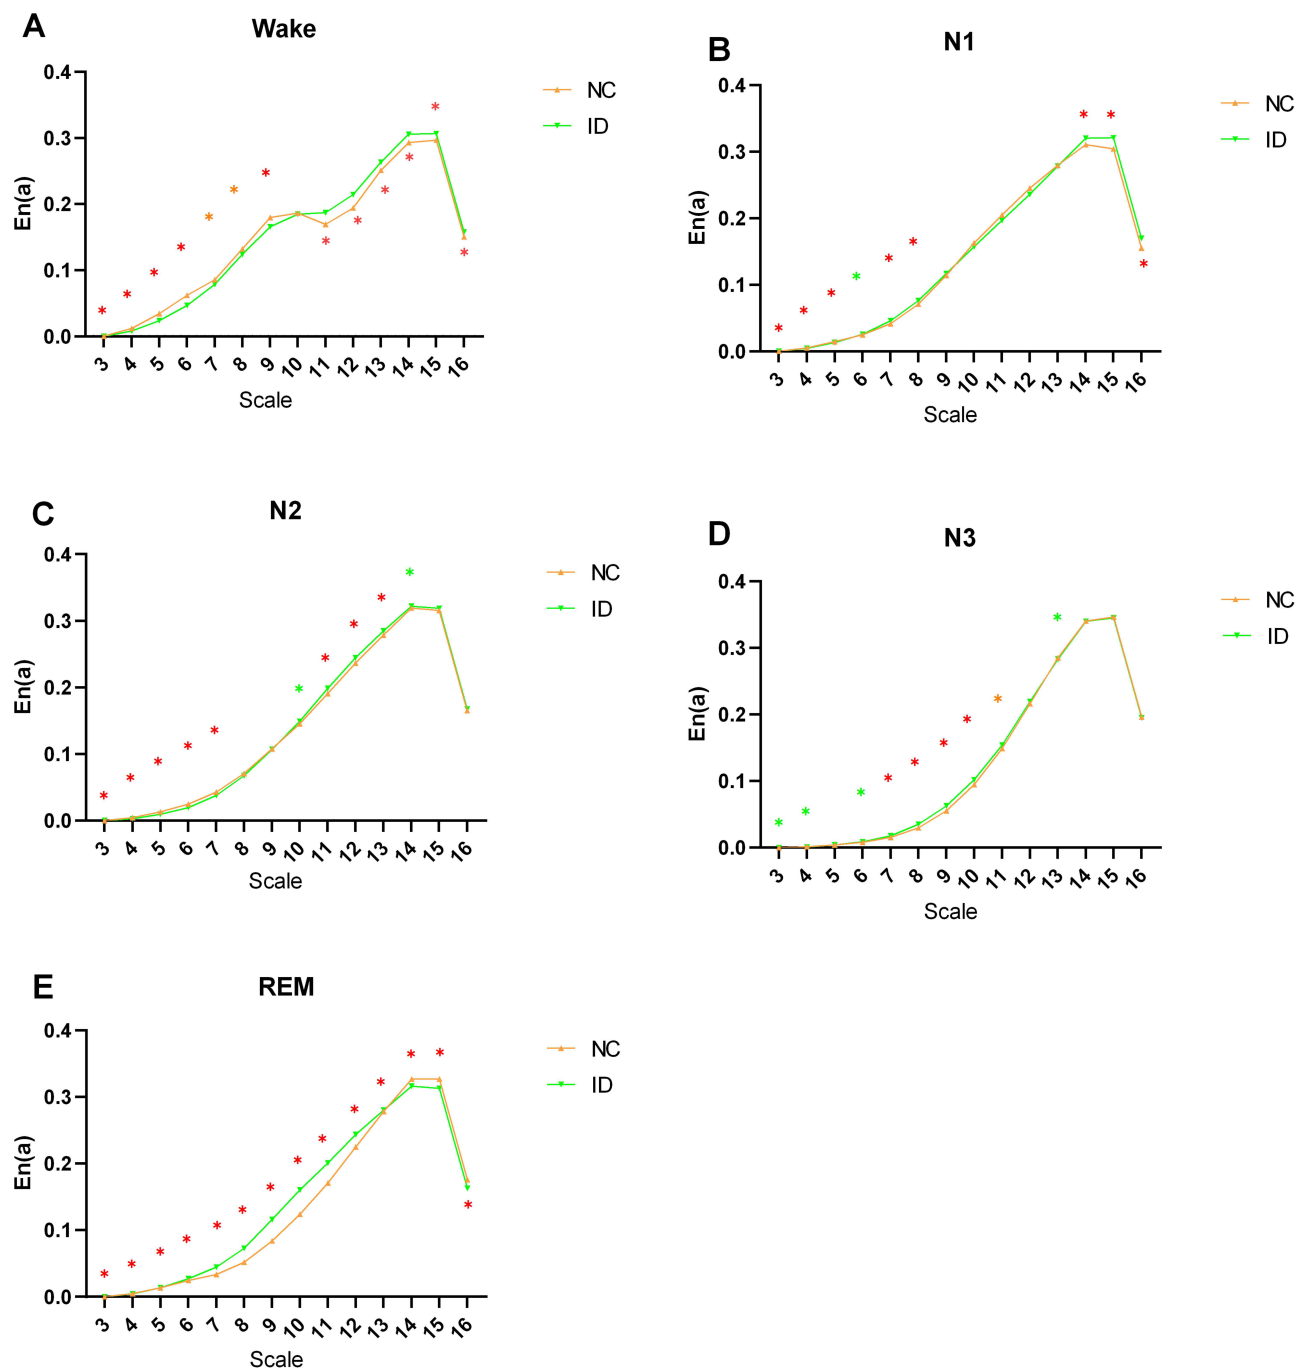 A
Wake
En(a)
0.4
0.3
0.2
0.1
0.0
* * * * * * * * * * * * *
3 4 5 6 7 8 9 10 11 12 13 14 15 16
Scale
NC
ID
B
N1
En(a)
0.4
0.3
0.2
0.1
0.0
* * * * * * * * *
3 4 5 6 7 8 9 10 11 12 13 14 15 16
Scale
NC
ID
C
N2
En(a)
0.4
0.3
0.2
0.1
0.0
* * * * * * * * * *
3 4 5 6 7 8 9 10 11 12 13 14 15 16
Scale
NC
ID
D
N3
En(a)
0.4
0.3
0.2
0.1
0.0
* * * * * * * * *
3 4 5 6 7 8 9 10 11 12 13 14 15 16
Scale
NC
ID
E
REM
En(a)
0.4
0.3
0.2
0.1
0.0
* * * * * * * * * * * * * *
3 4 5 6 7 8 9 10 11 12 13 14 15 16
Scale
NC
ID